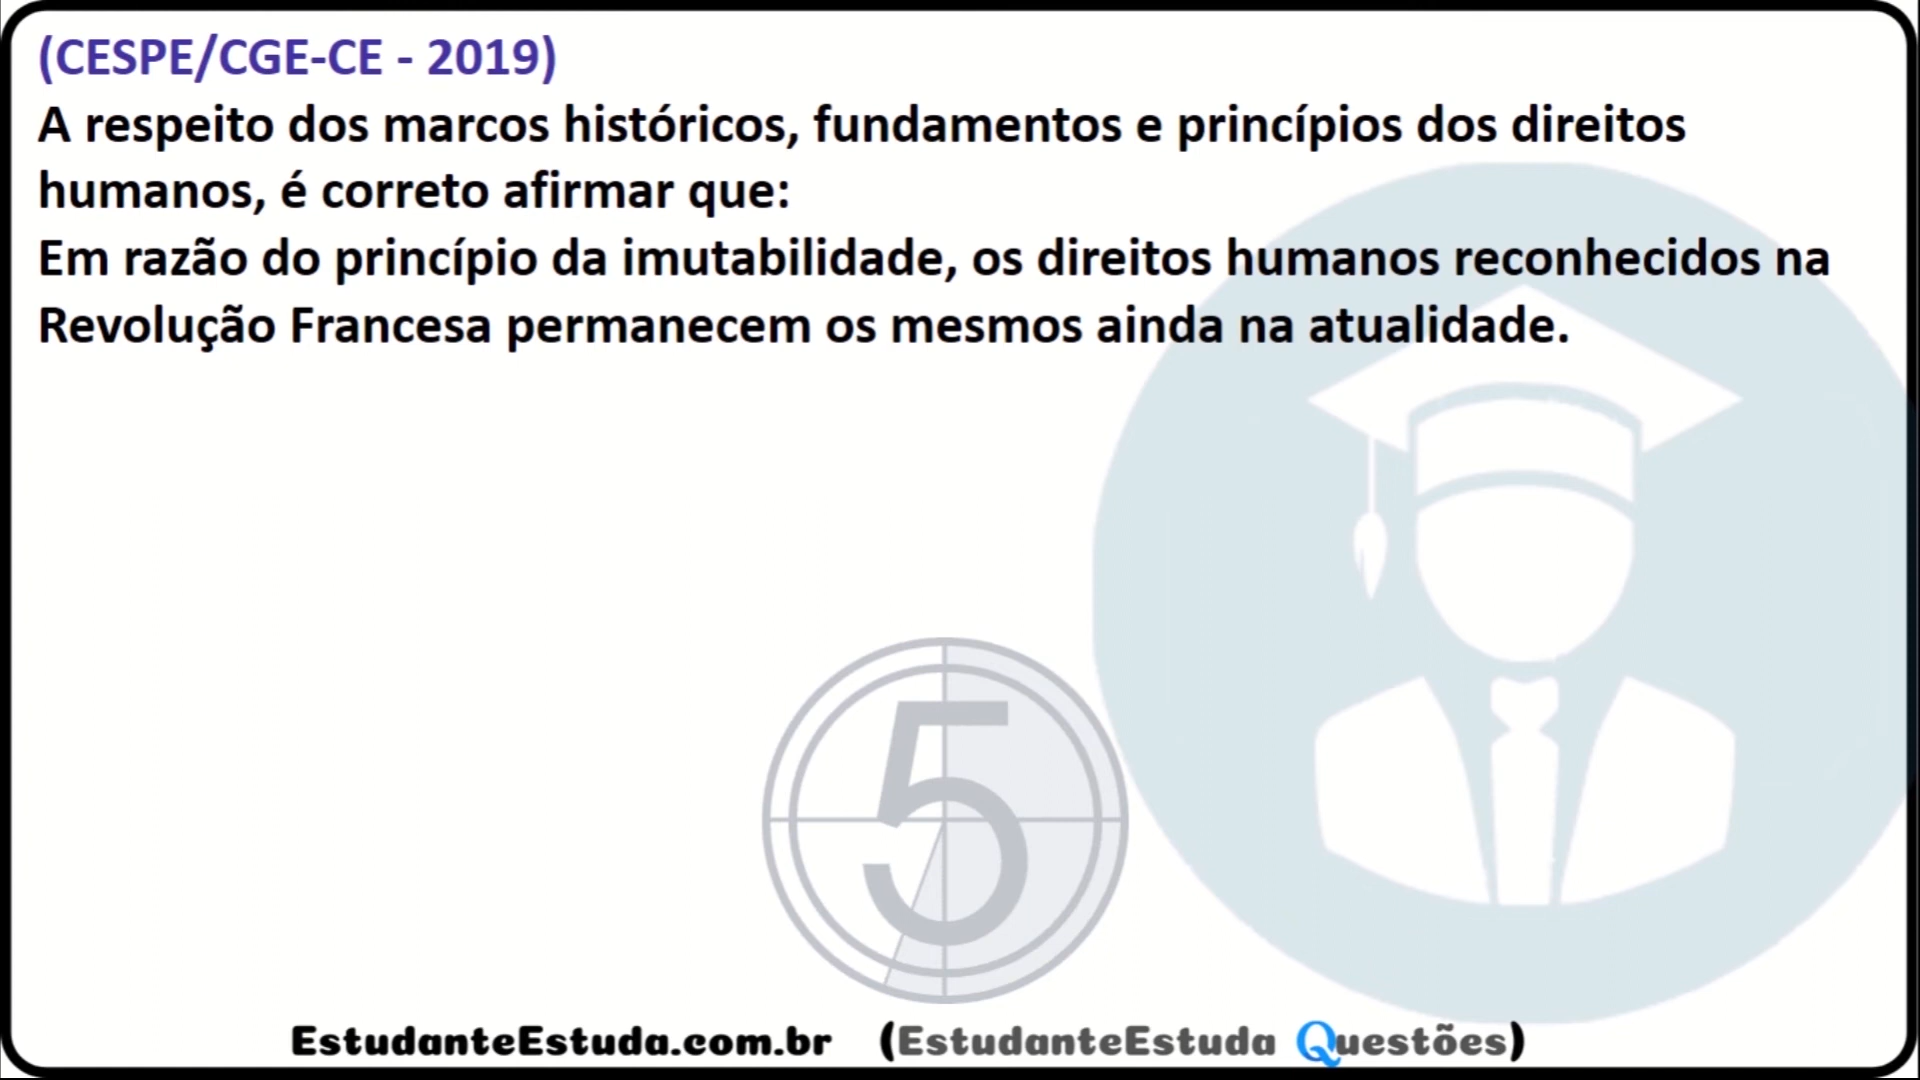 (CESPE/CGE-CE - 2019)
A respeito dos marcos históricos, fundamentos e princípios dos direitos
humanos, é correto afirmar que:
Em razão do princípio da imutabilidade, os direitos humanos reconhecidos na
Revolução Francesa permanecem os mesmos ainda na atualidade.
5
EstudanteEstuda.com.br (EstudanteEstuda Questões)